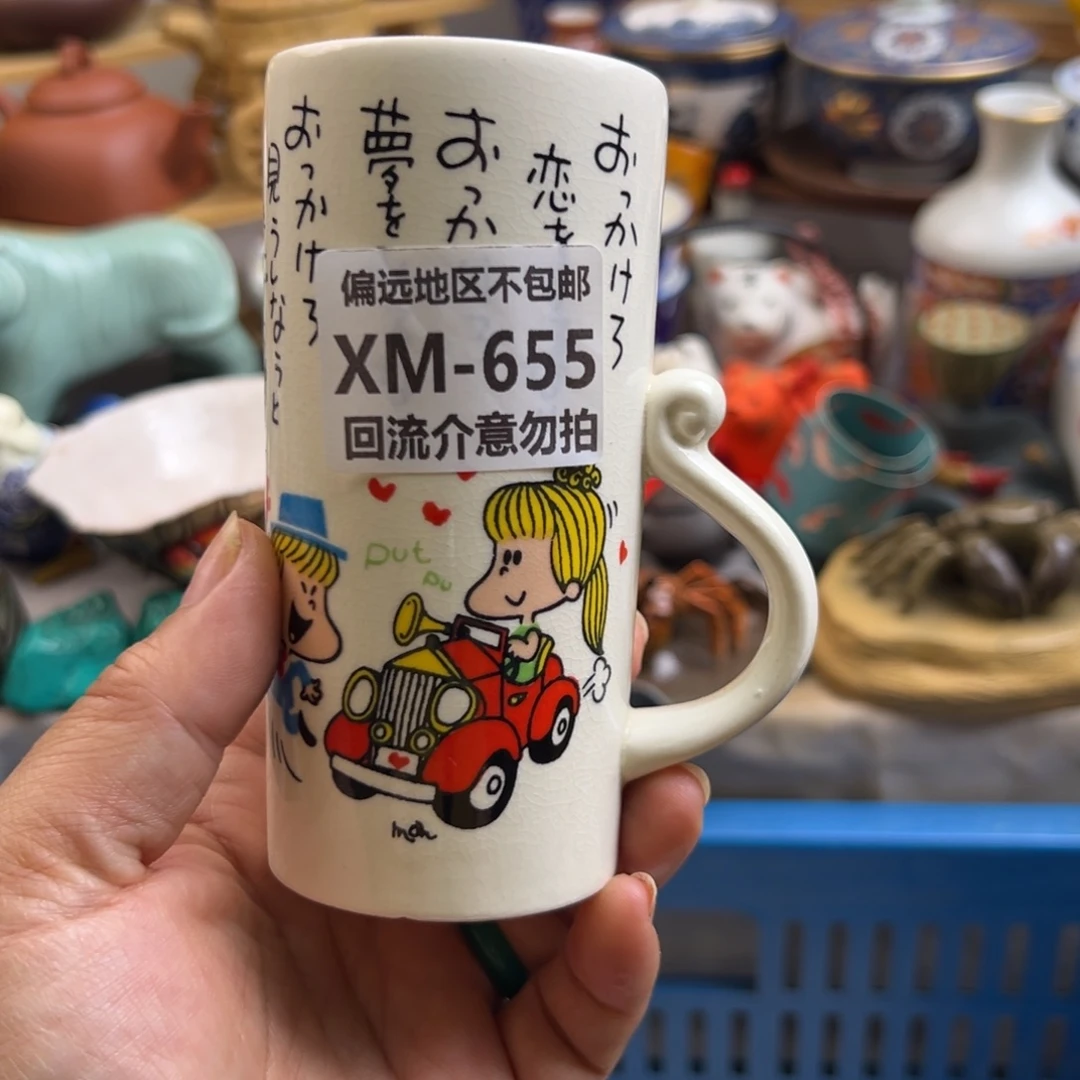 おっかけろ
恋を
おっか
夢を
おっかけろ
見うしなうと
偏远地区不包邮
XM-655
回流介意勿拍
Put
Pu